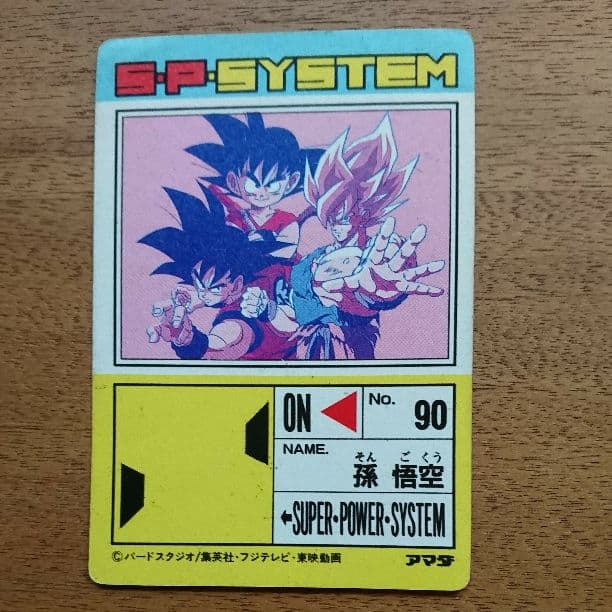 S・P・SYSTEM
ON
No. 90
NAME.
そん ご くう
孫 悟空
←SUPER・POWER・SYSTEM
©バードスタジオ/集英社・フジテレビ・東映動画
アマダ